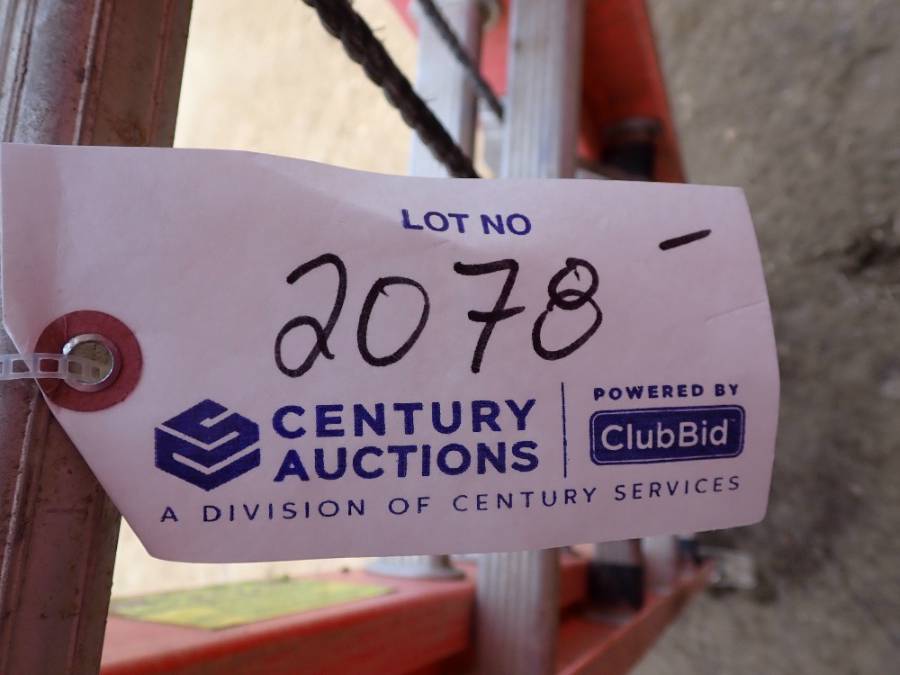 LOT NO
2078 -
CENTURY
AUCTIONS
POWERED BY
ClubBid
A DIVISION OF CENTURY SERVICES